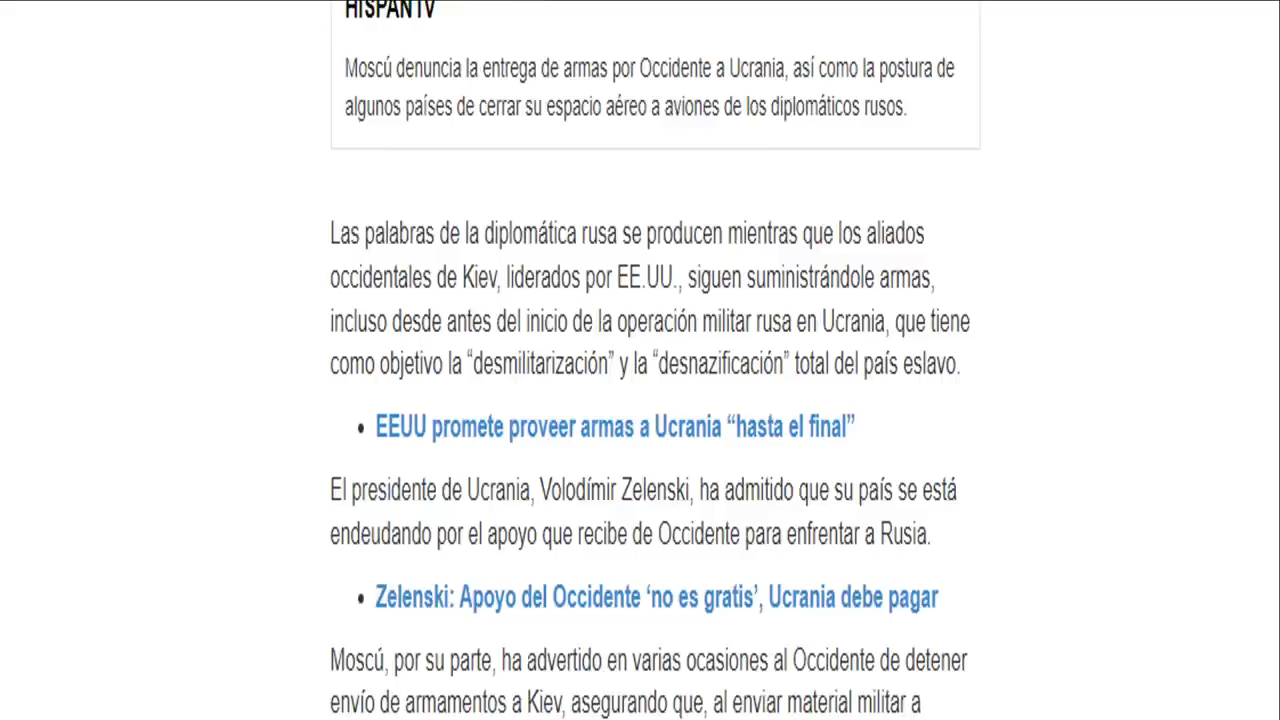 HISPANTV
Moscú denuncia la entrega de armas por Occidente a Ucrania, así como la postura de
algunos países de cerrar su espacio aéreo a aviones de los diplomáticos rusos.
Las palabras de la diplomática rusa se producen mientras que los aliados
occidentales de Kiev, liderados por EE.UU., siguen suministrándole armas,
incluso desde antes del inicio de la operación militar rusa en Ucrania, que tiene
como objetivo la “desmilitarización” y la “desnazificación” total del país eslavo.
• EEUU promete proveer armas a Ucrania “hasta el final”
El presidente de Ucrania, Volodímir Zelenski, ha admitido que su país se está
endeudando por el apoyo que recibe de Occidente para enfrentar a Rusia.
• Zelenski: Apoyo del Occidente ‘no es gratis’, Ucrania debe pagar
Moscú, por su parte, ha advertido en varias ocasiones al Occidente de detener
envío de armamentos a Kiev, asegurando que, al enviar material militar a